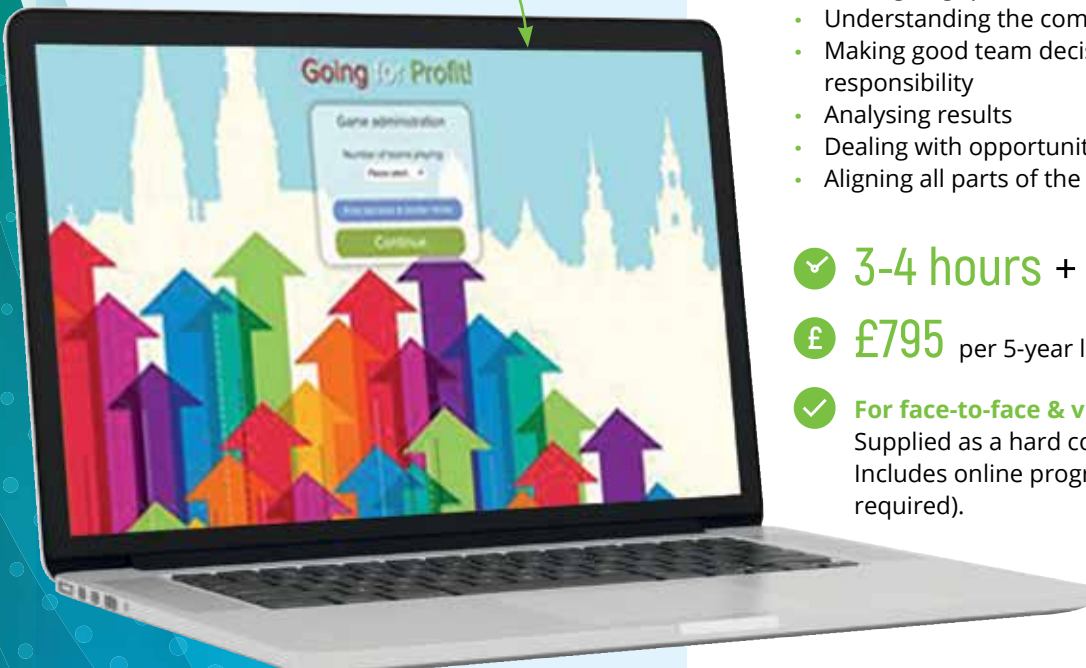 Going for Profit!
Game administration
Number of teams playing
Please select
Continue
• Understanding the com
• Making good team decis
responsibility
• Analysing results
• Dealing with opportunit
• Aligning all parts of the
3-4 hours +
£ £795 per 5-year l
For face-to-face & v
Supplied as a hard co
Includes online progr
required).